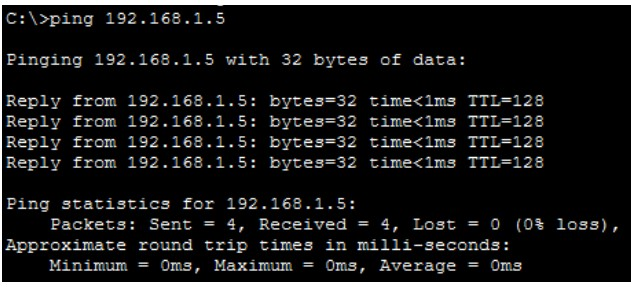 C:\>ping 192.168.1.5
Pinging 192.168.1.5 with 32 bytes of data:
Reply from 192.168.1.5: bytes=32 time<1ms TTL=128
Reply from 192.168.1.5: bytes=32 time<1ms TTL=128
Reply from 192.168.1.5: bytes=32 time<1ms TTL=128
Reply from 192.168.1.5: bytes=32 time<1ms TTL=128
Ping statistics for 192.168.1.5:
Packets: Sent = 4, Received = 4, Lost = 0 (0% loss),
Approximate round trip times in milli-seconds:
Minimum = 0ms, Maximum = 0ms, Average = 0ms